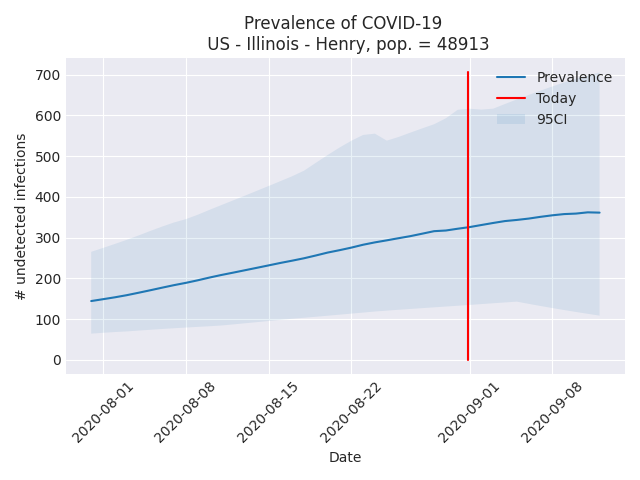 Prevalence of COVID-19
US - Illinois - Henry, pop. = 48913
700
600
500
400
300
200
100
0
# undetected infections
Prevalence
Today
95CI
2020-08-01
2020-08-08
2020-08-15
2020-08-22
2020-09-01
2020-09-08
Date